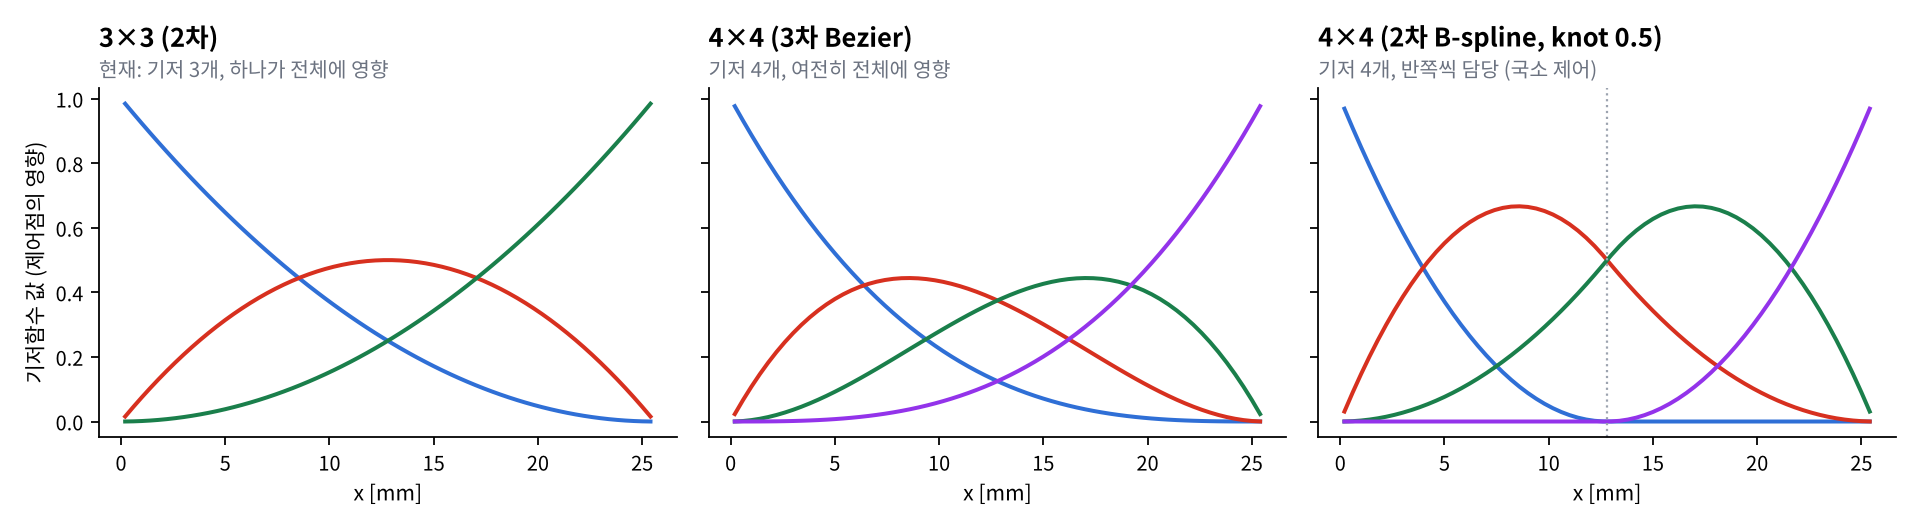 3×3 (2차)
현재: 기저 3개, 하나가 전체에 영향
기저함수 값 (제어점의 영향)
1.0
0.8
0.6
0.4
0.2
0.0
0 5 10 15 20 25
x [mm]
4×4 (3차 Bezier)
기저 4개, 여전히 전체에 영향
0 5 10 15 20 25
x [mm]
4×4 (2차 B-spline, knot 0.5)
기저 4개, 반쪽씩 담당 (국소 제어)
0 5 10 15 20 25
x [mm]